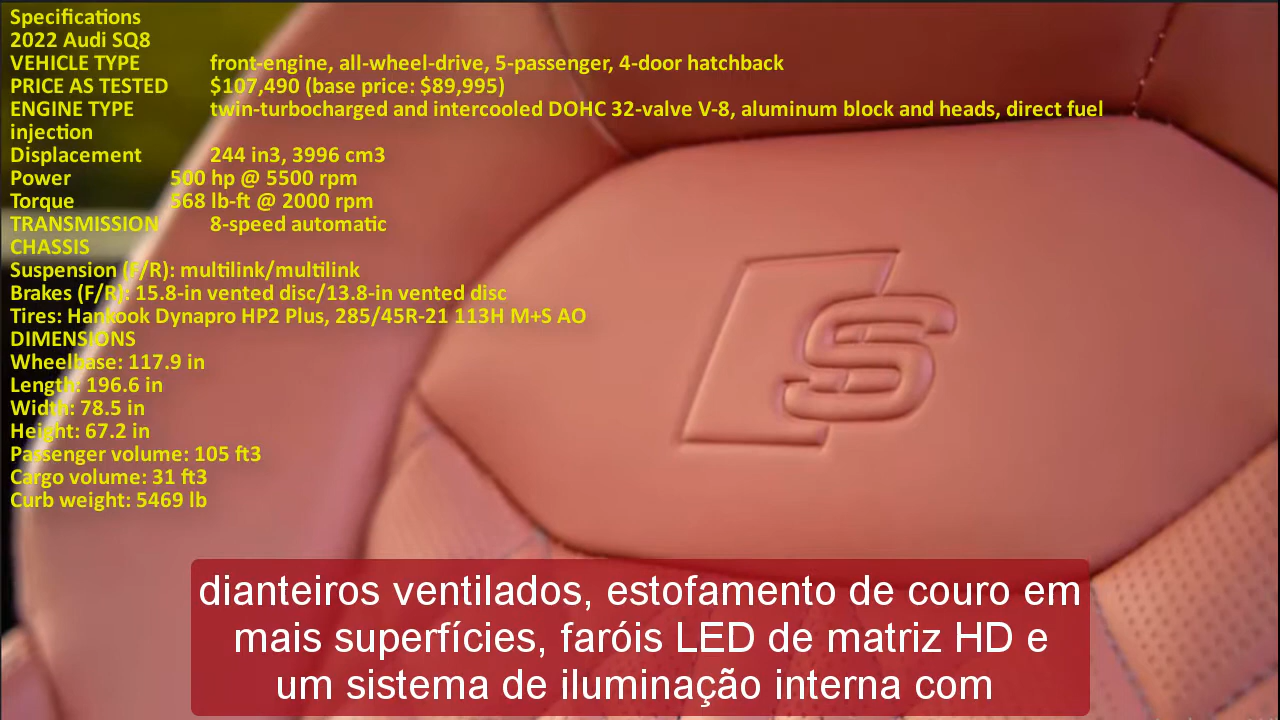 Specifications
2022 Audi SQ8
VEHICLE TYPE front-engine, all-wheel-drive, 5-passenger, 4-door hatchback
PRICE AS TESTED $107,490 (base price: $89,995)
ENGINE TYPE twin-turbocharged and intercooled DOHC 32-valve V-8, aluminum block and heads, direct fuel
injection
Displacement 244 in3, 3996 cm3
Power 500 hp @ 5500 rpm
Torque 568 lb-ft @ 2000 rpm
TRANSMISSION 8-speed automatic
CHASSIS
Suspension (F/R): multilink/multilink
Brakes (F/R): 15.8-in vented disc/13.8-in vented disc
Tires: Hankook Dynapro HP2 Plus, 285/45R-21 113H M+S AO
DIMENSIONS
Wheelbase: 117.9 in
Length: 196.6 in
Width: 78.5 in
Height: 67.2 in
Passenger volume: 105 ft3
Cargo volume: 31 ft3
Curb weight: 5469 lb
S
dianteiros ventilados, estofamento de couro em
mais superfícies, faróis LED de matriz HD e
um sistema de iluminação interna com